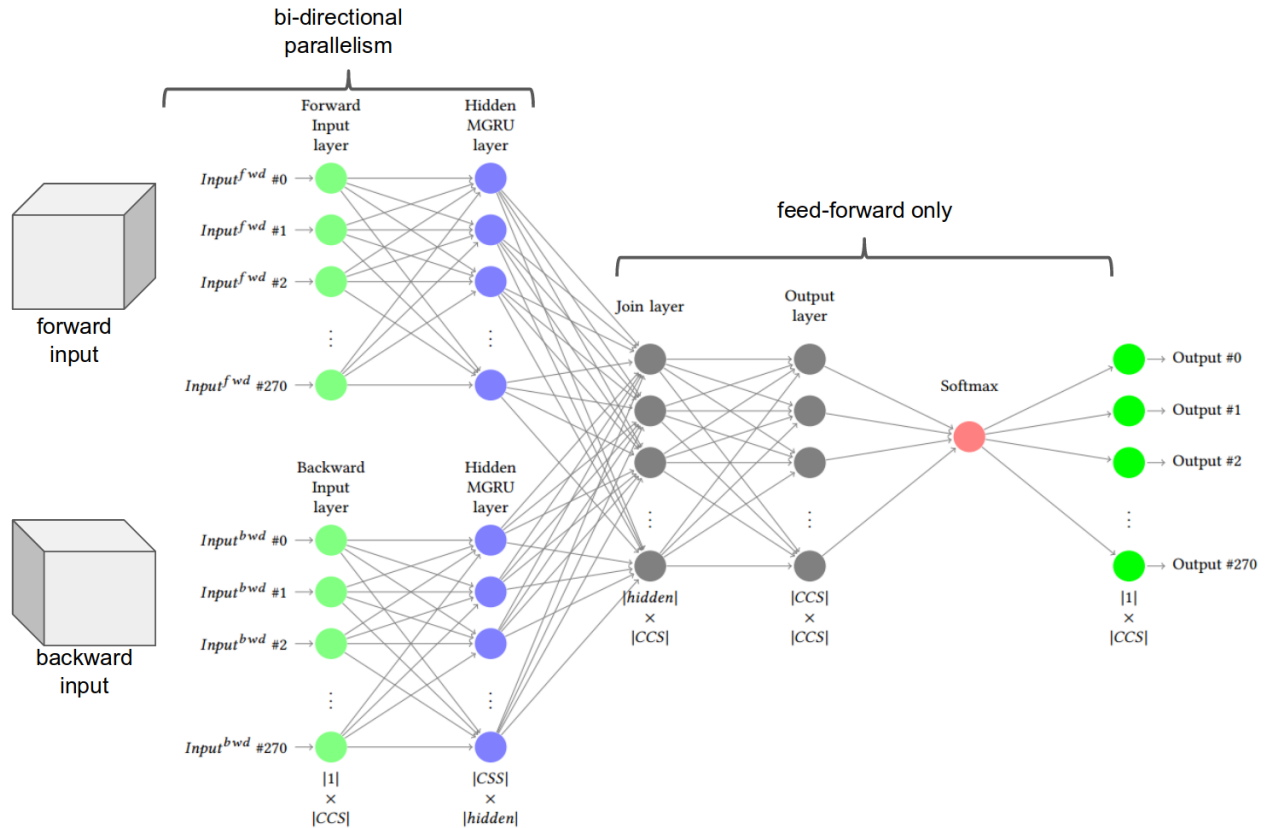 bi-directional
parallelism
Forward
Input
layer
Hidden
MGRU
layer
Input^fwd #0
Input^fwd #1
Input^fwd #2
⋮ ⋮
Input^fwd #270
forward
input
Backward
Input
layer
Hidden
MGRU
layer
Input^bwd #0
Input^bwd #1
Input^bwd #2
⋮ ⋮
Input^bwd #270
backward
input
|1|
×
|CCS|
|CSS|
×
|hidden|
feed-forward only
Join layer
Output
layer
Softmax
⋮ ⋮ ⋮
|hidden|
×
|CCS|
|CCS|
×
|CCS|
Output #0
Output #1
Output #2
Output #270
|1|
×
|CCS|